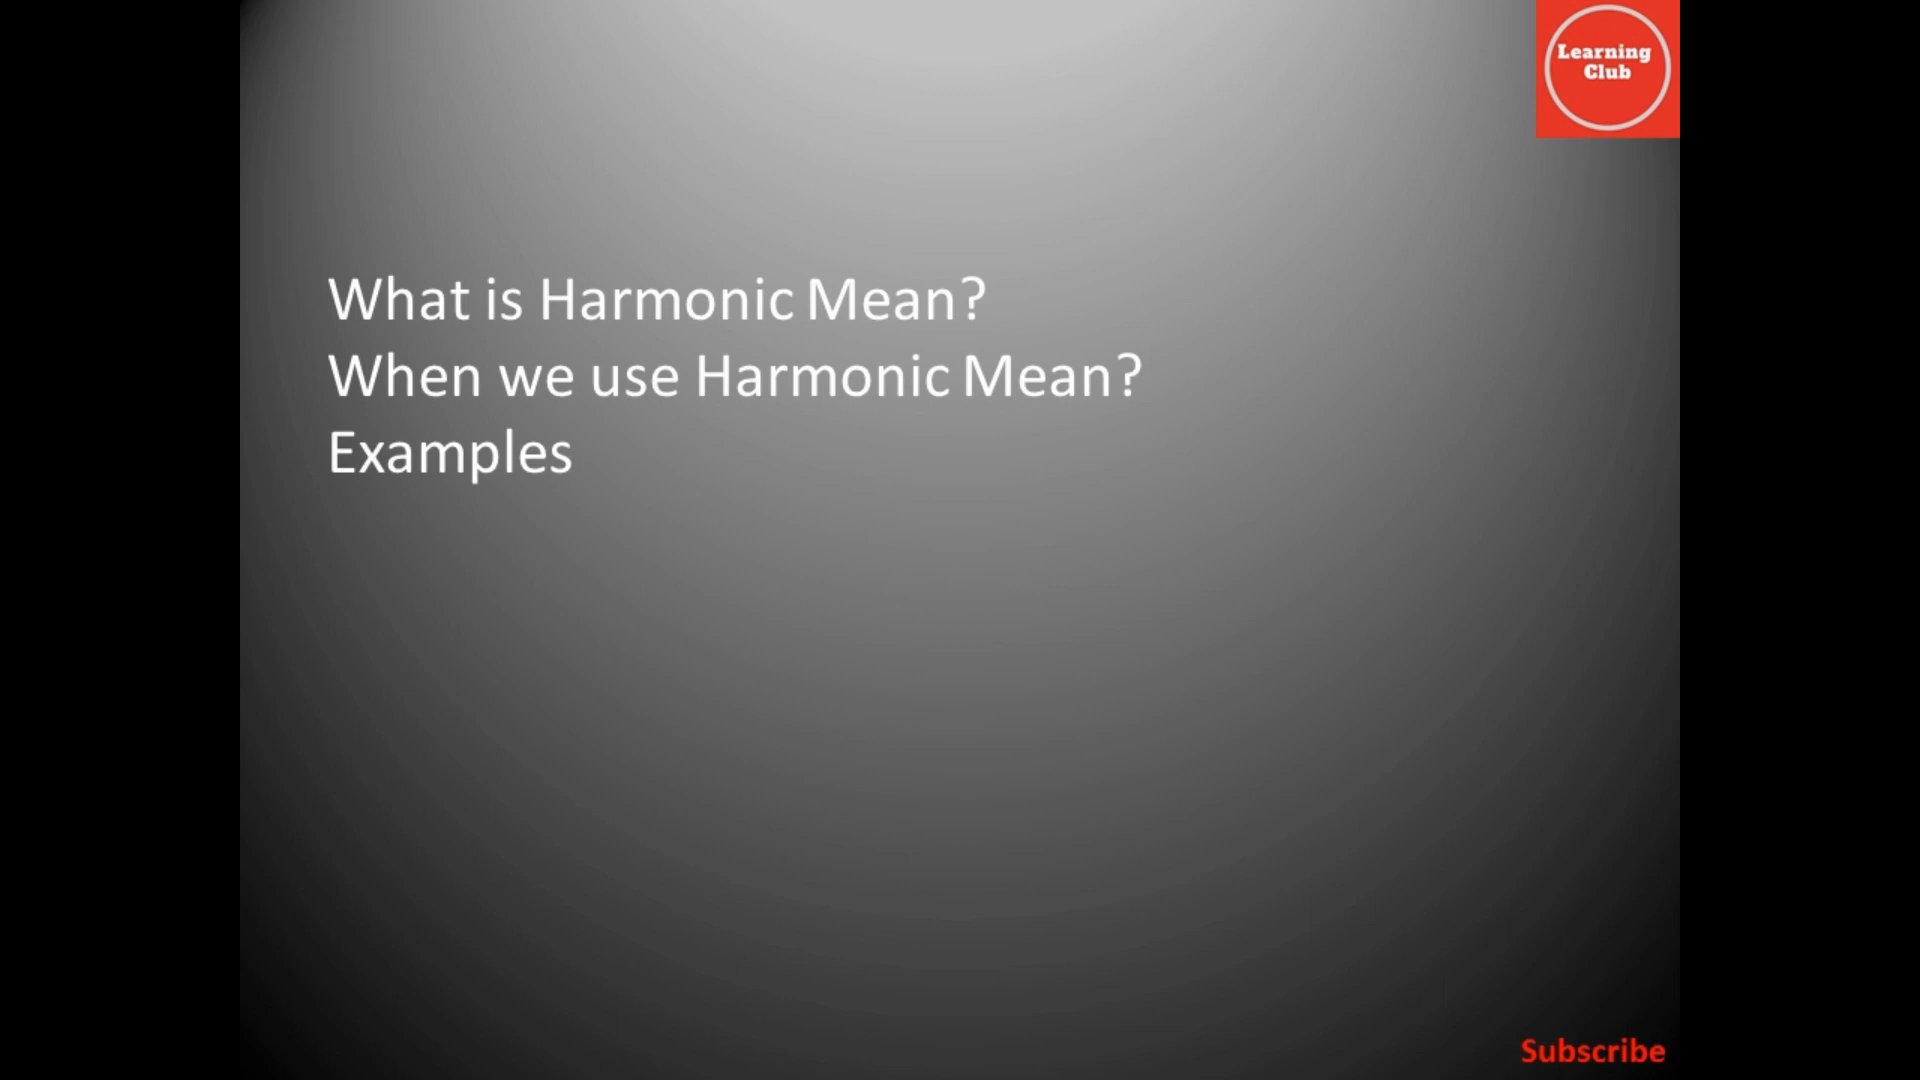 Learning
Club
What is Harmonic Mean?
When we use Harmonic Mean?
Examples
Subscribe